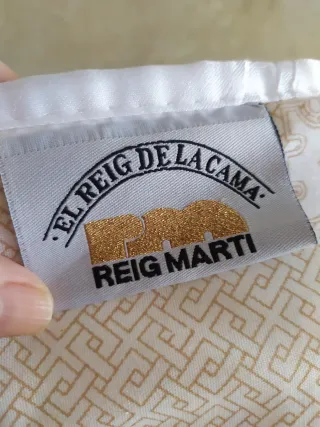 · EL REIG DE LA CAMA ·
rm
REIG MARTI